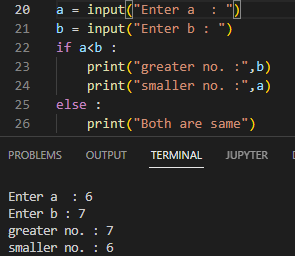 20 a = input("Enter a  : ")
21 b = input("Enter b : ")
22 if a<b :
23     print("greater no. :",b)
24     print("smaller no. :",a)
25 else :
26     print("Both are same")
PROBLEMS OUTPUT TERMINAL JUPYTER
Enter a  : 6
Enter b : 7
greater no. : 7
smaller no. : 6